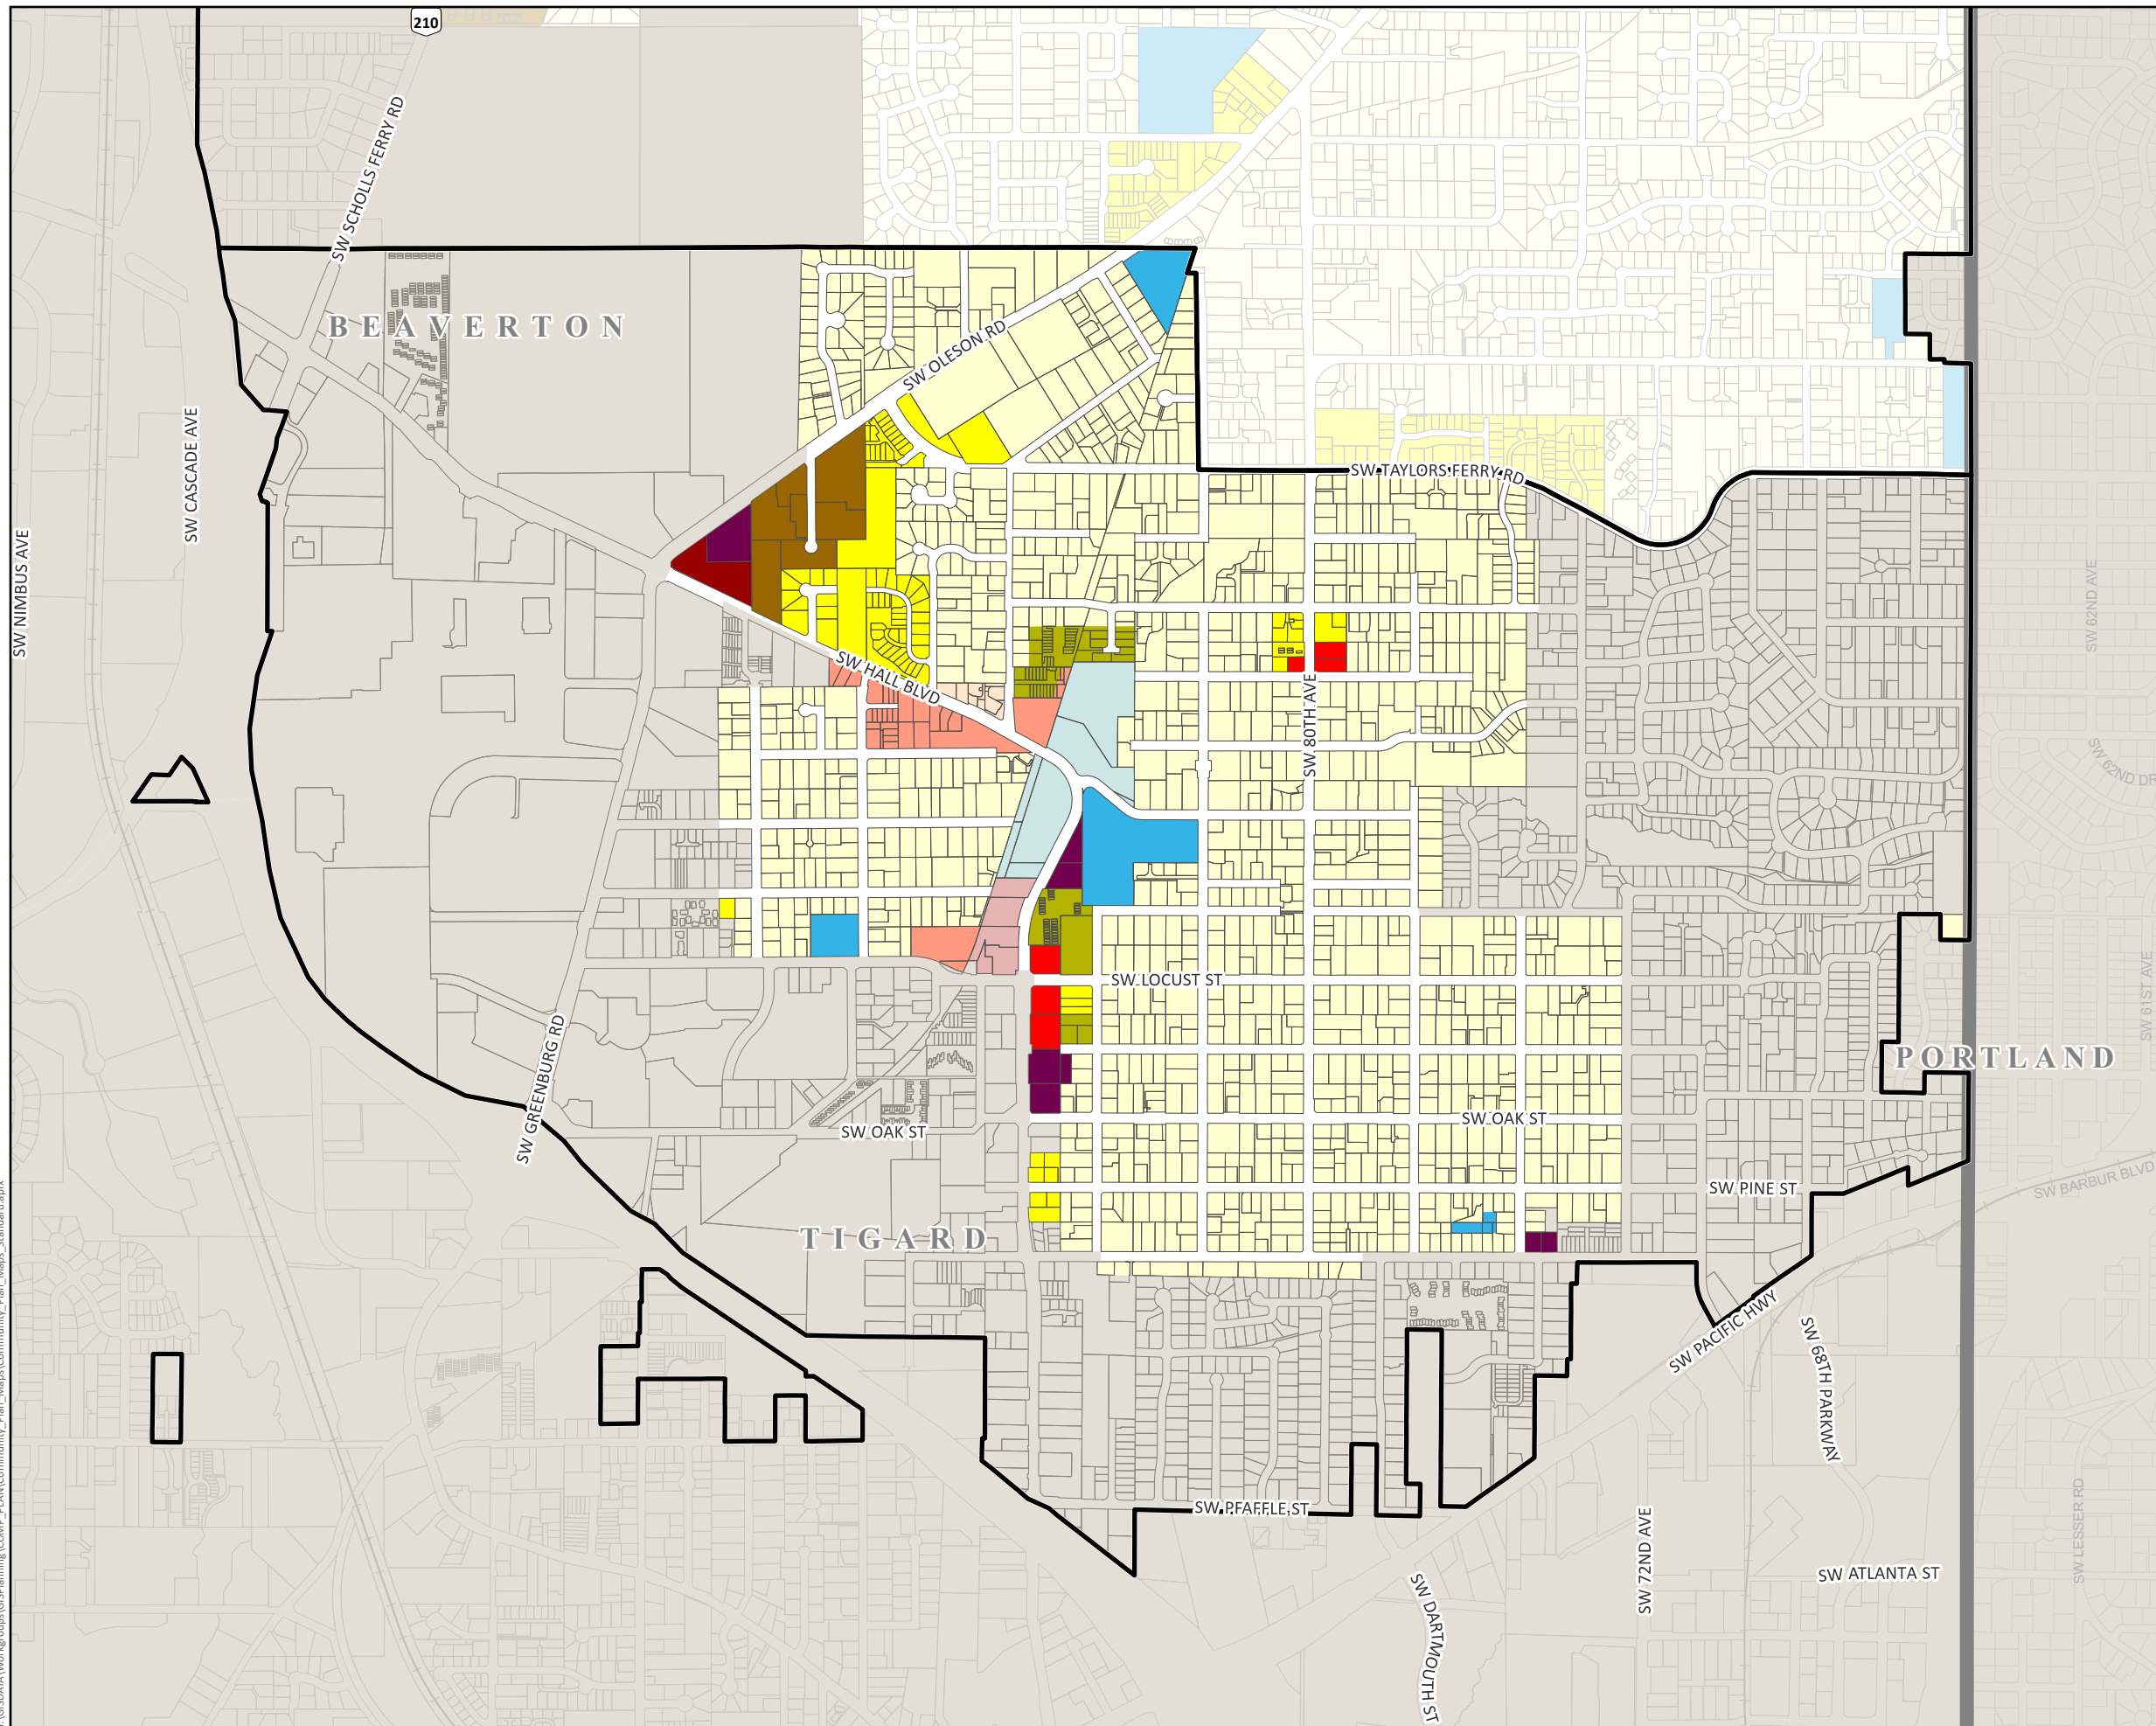 210
SW SCHOLLS FERRY RD
BEAVERTON
SW OLESON RD
SW CASCADE AVE
SW NIMBUS AVE
SW TAYLORS FERRY RD
SW 62ND AVE
SW HALL BLVD
SW 80TH AVE
SW 62ND DR
SW LOCUST ST
SW 61ST AVE
SW GREENBURG RD
PORTLAND
SW OAK ST
SW OAK ST
SW PINE ST
SW BARBUR BLVD
TIGARD
SW PACIFIC HWY
SW 68TH PARKWAY
SW PFAFFLE ST
SW 72ND AVE
SW LESSER RD
SW ATLANTA ST
SW DARTMOUTH ST